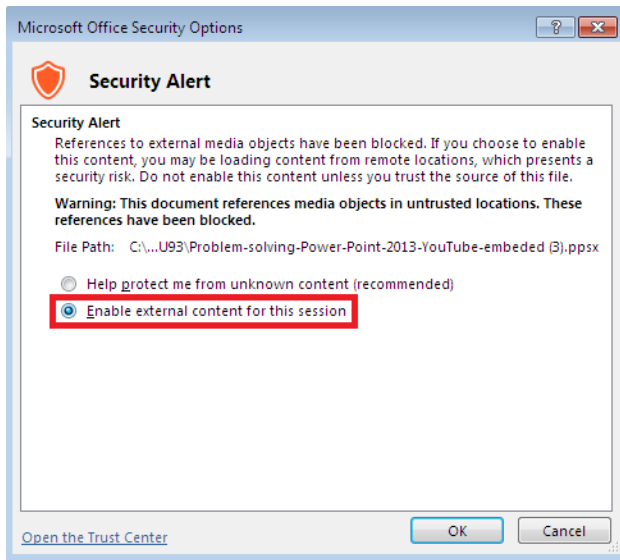 Microsoft Office Security Options
?
Security Alert
Security Alert
References to external media objects have been blocked. If you choose to enable
this content, you may be loading content from remote locations, which presents a
security risk. Do not enable this content unless you trust the source of this file.
Warning: This document references media objects in untrusted locations. These
references have been blocked.
File Path: C:\...U93\Problem-solving-Power-Point-2013-YouTube-embeded (3).ppsx
Help protect me from unknown content (recommended)
Enable external content for this session
Open the Trust Center
OK
Cancel